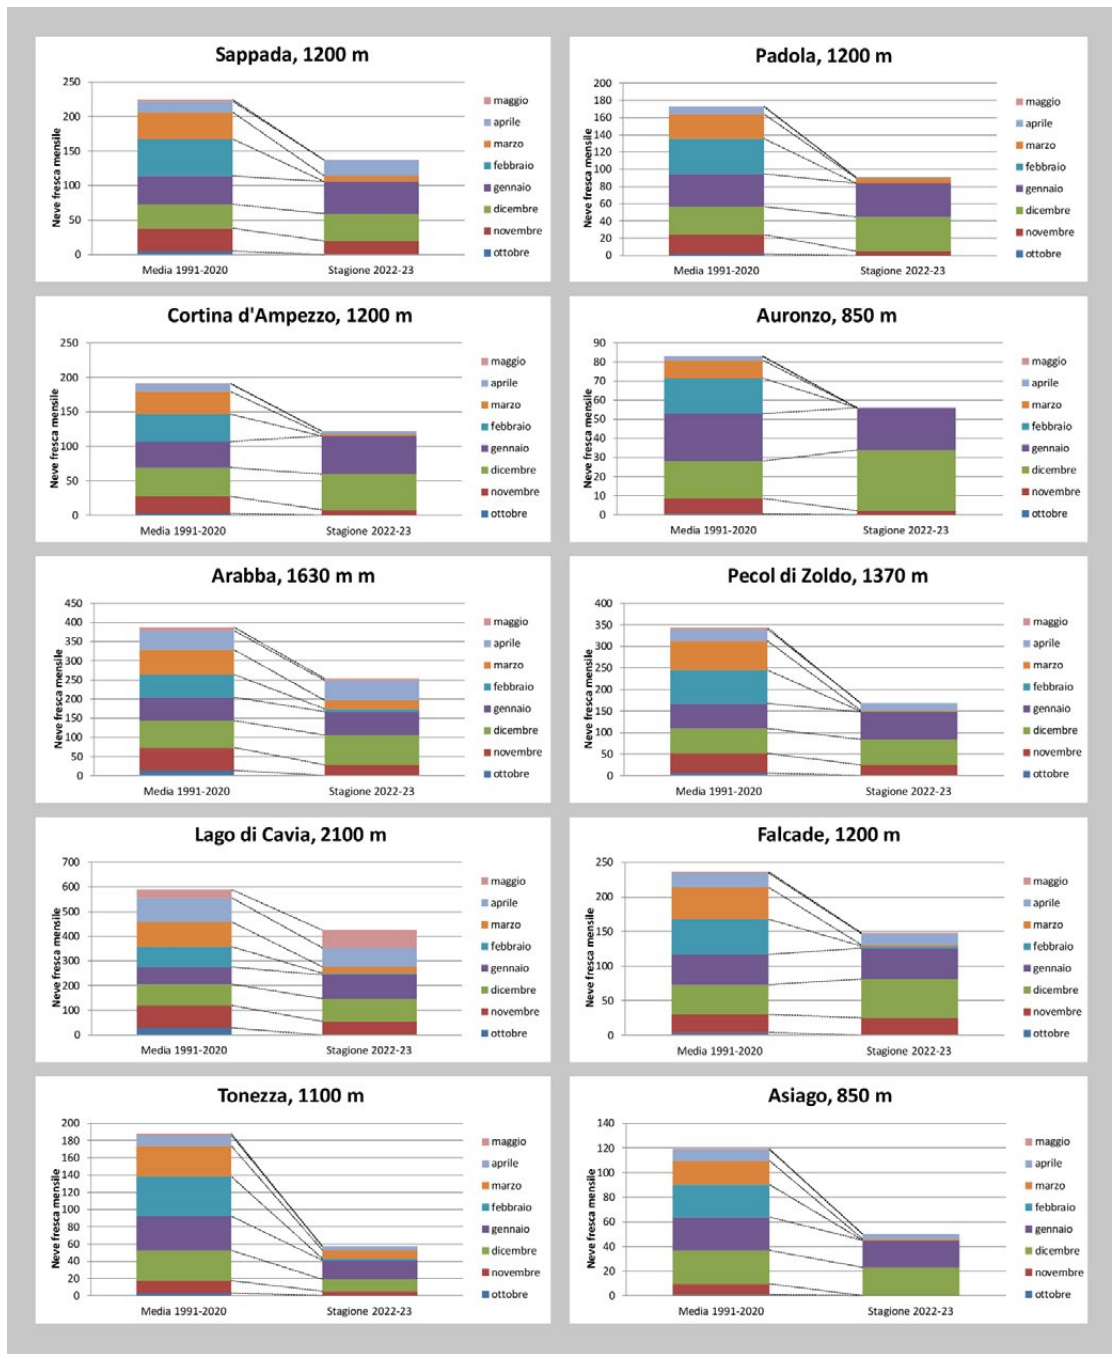 Sappada, 1200 m
Neve fresca mensile
250
200
150
100
50
0
Media 1991-2020
Stagione 2022-23
maggio
aprile
marzo
febbraio
gennaio
dicembre
novembre
ottobre
Padola, 1200 m
Neve fresca mensile
200
180
160
140
120
100
80
60
40
20
0
Media 1991-2020
Stagione 2022-23
maggio
aprile
marzo
febbraio
gennaio
dicembre
novembre
ottobre
Cortina d'Ampezzo, 1200 m
Neve fresca mensile
250
200
150
100
50
0
Media 1991-2020
Stagione 2022-23
maggio
aprile
marzo
febbraio
gennaio
dicembre
novembre
ottobre
Auronzo, 850 m
Neve fresca mensile
90
80
70
60
50
40
30
20
10
0
Media 1991-2020
Stagione 2022-23
maggio
aprile
marzo
febbraio
gennaio
dicembre
novembre
ottobre
Arabba, 1630 m m
Neve fresca mensile
450
400
350
300
250
200
150
100
50
0
Media 1991-2020
Stagione 2022-23
maggio
aprile
marzo
febbraio
gennaio
dicembre
novembre
ottobre
Pecol di Zoldo, 1370 m
Neve fresca mensile
400
350
300
250
200
150
100
50
0
Media 1991-2020
Stagione 2022-23
maggio
aprile
marzo
febbraio
gennaio
dicembre
novembre
ottobre
Lago di Cavia, 2100 m
Neve fresca mensile
700
600
500
400
300
200
100
0
Media 1991-2020
Stagione 2022-23
maggio
aprile
marzo
febbraio
gennaio
dicembre
novembre
ottobre
Falcade, 1200 m
Neve fresca mensile
250
200
150
100
50
0
Media 1991-2020
Stagione 2022-23
maggio
aprile
marzo
febbraio
gennaio
dicembre
novembre
ottobre
Tonezza, 1100 m
Neve fresca mensile
200
180
160
140
120
100
80
60
40
20
0
Media 1991-2020
Stagione 2022-23
maggio
aprile
marzo
febbraio
gennaio
dicembre
novembre
ottobre
Asiago, 850 m
Neve fresca mensile
140
120
100
80
60
40
20
0
Media 1991-2020
Stagione 2022-23
maggio
aprile
marzo
febbraio
gennaio
dicembre
novembre
ottobre